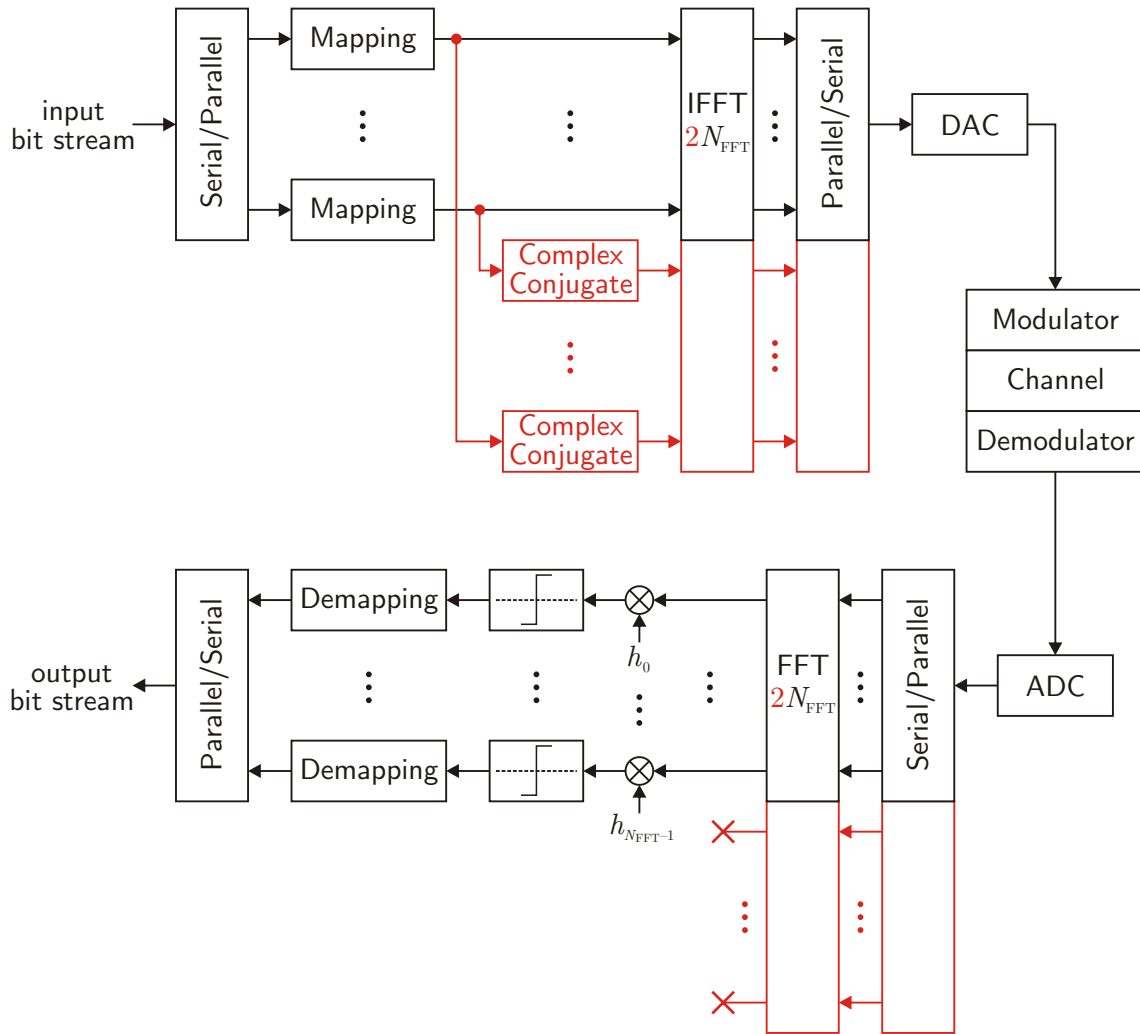 input
bit stream
Serial/Parallel
Mapping
Mapping
Complex
Conjugate
Complex
Conjugate
IFFT
2N_FFT
Parallel/Serial
DAC
Modulator
Channel
Demodulator
ADC
Serial/Parallel
FFT
2N_FFT
h_0
h_{N_FFT–1}
Demapping
Demapping
Parallel/Serial
output
bit stream